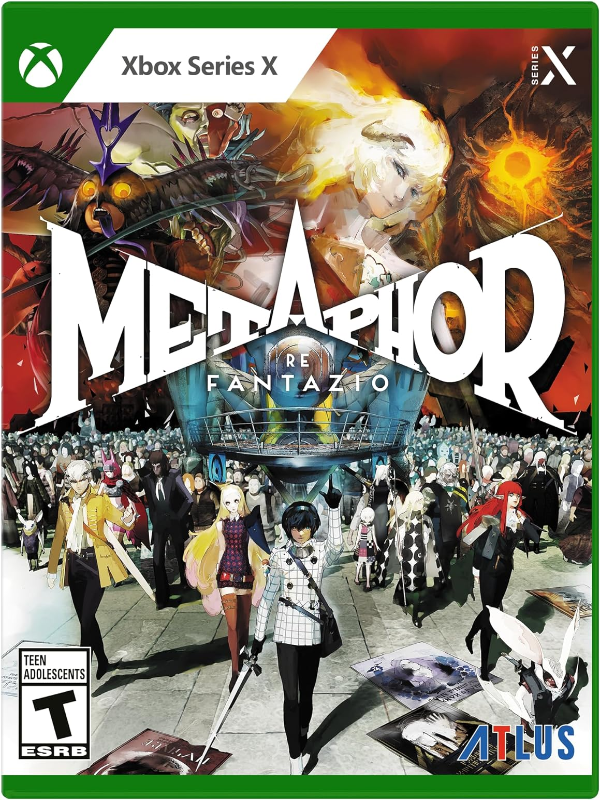 Xbox Series X
SERIES
X
METAPHOR
RE
FANTAZIO
TEEN
ADOLESCENTS
T
ESRB
ATLUS